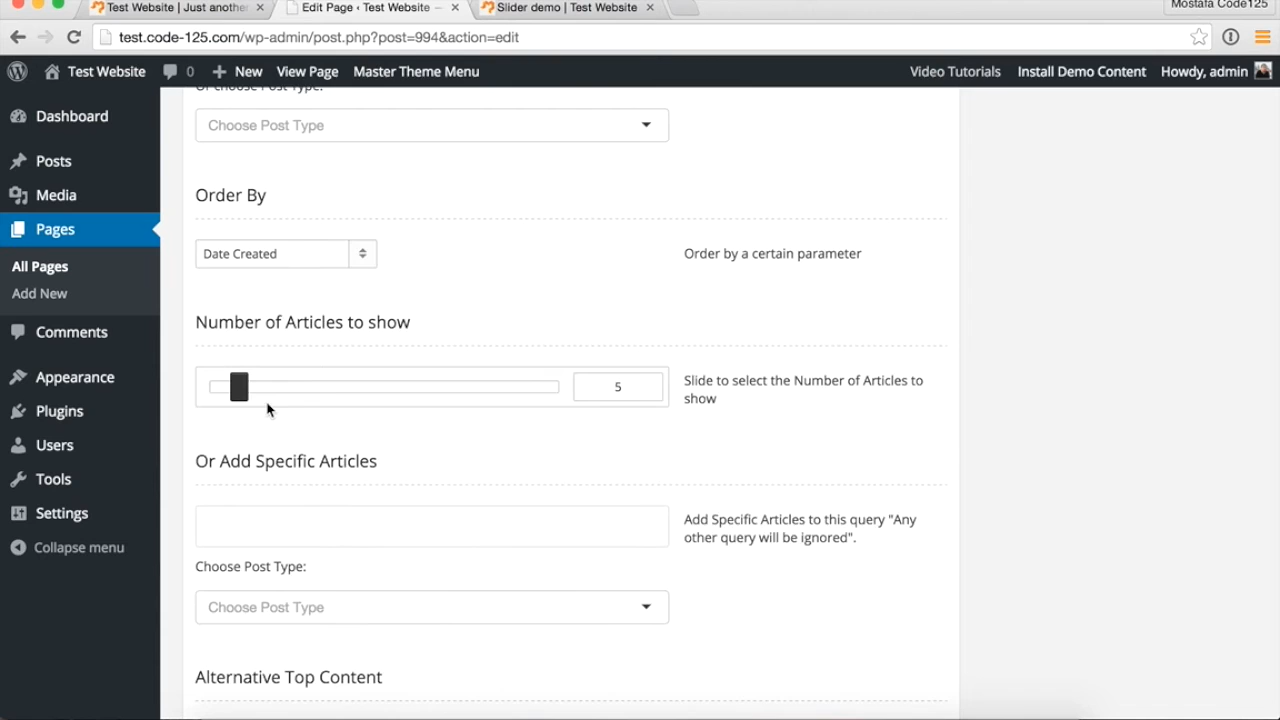 Test Website | Just another
Edit Page ‹ Test Website —
Slider demo | Test Website
Mostafa Code125
test.code-125.com/wp-admin/post.php?post=994&action=edit
Test Website
0
New
View Page
Master Theme Menu
Video Tutorials
Install Demo Content
Howdy, admin
Dashboard
Posts
Media
Pages
All Pages
Add New
Comments
Appearance
Plugins
Users
Tools
Settings
Collapse menu
Or choose Post Type:
Choose Post Type
Order By
Date Created
Order by a certain parameter
Number of Articles to show
5
Slide to select the Number of Articles to
show
Or Add Specific Articles
Add Specific Articles to this query "Any
other query will be ignored".
Choose Post Type:
Choose Post Type
Alternative Top Content